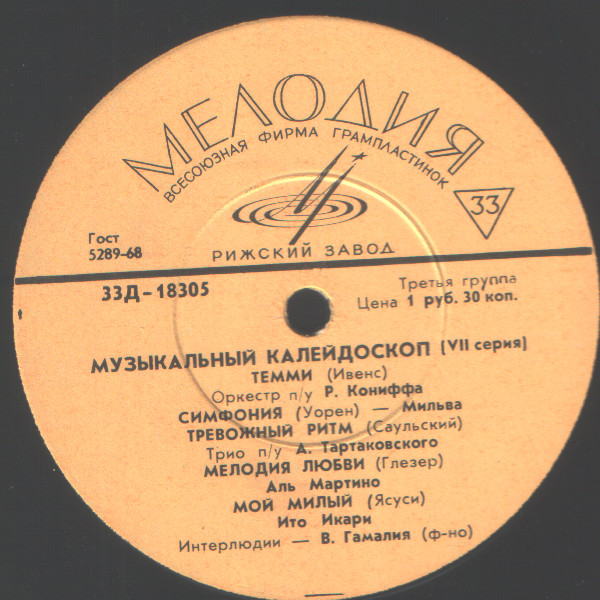 МЕЛОДИЯ
ВСЕСОЮЗНАЯ ФИРМА ГРАМПЛАСТИНОК
33
РИЖСКИЙ ЗАВОД
Гост
5289-68
33Д-18305
Третья группа
Цена 1 руб. 30 коп.
МУЗЫКАЛЬНЫЙ КАЛЕЙДОСКОП (VII серия)
ТЕММИ (Ивенс)
Оркестр п/у Р. Кониффа
СИМФОНИЯ (Уорен) — Мильва
ТРЕВОЖНЫЙ РИТМ (Саульский)
Трио п/у А. Тартаковского
МЕЛОДИЯ ЛЮБВИ (Глезер)
Аль Мартино
МОЙ МИЛЫЙ (Ясуси)
Ито Икари
Интерлюдии — В. Гамалия (ф-но)